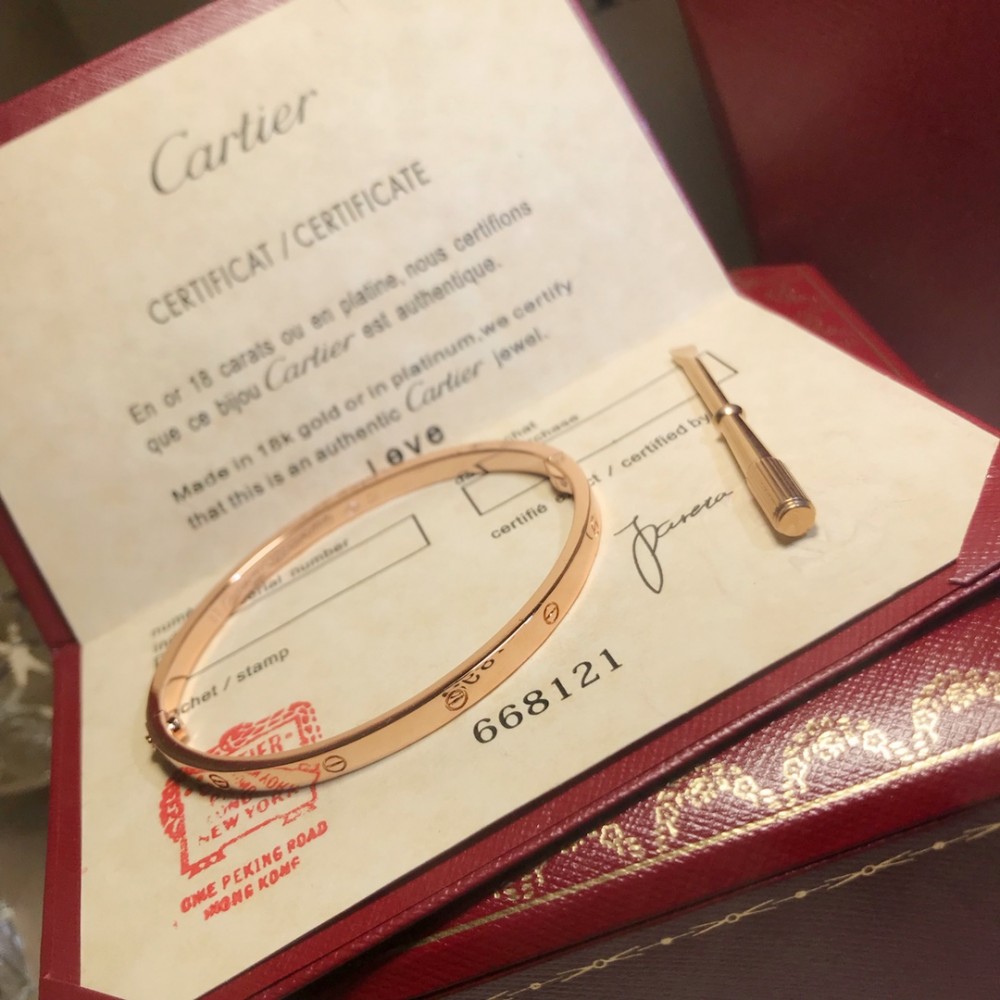 Cartier
CERTIFICAT / CERTIFICATE
En or 18 carats ou en platine, nous certifions
que ce bijou Cartier est authentique.
Made in 18k gold or in platinum, we certify
that this is an authentic Cartier jewel.
love
number
certifié / certified by
/ stamp
668121
NEW YORK
ONE PEKING ROAD
HONG KONG